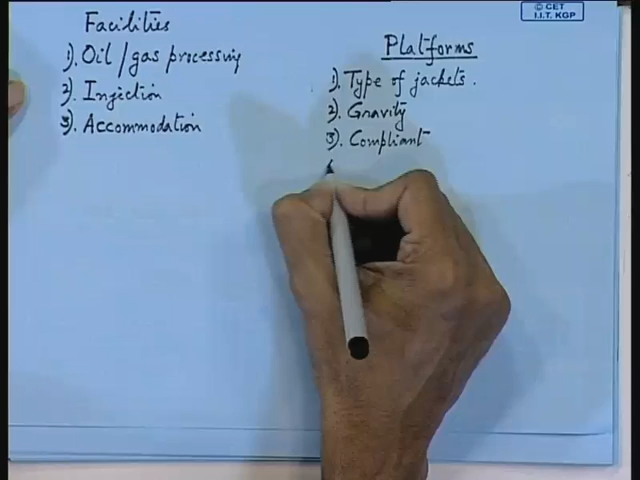 © CET
I.I.T. KGP
Facilities
1). Oil/gas processing
2). Injection
3). Accommodation
Platforms
1). Type of jackets.
2). Gravity
3). Compliant